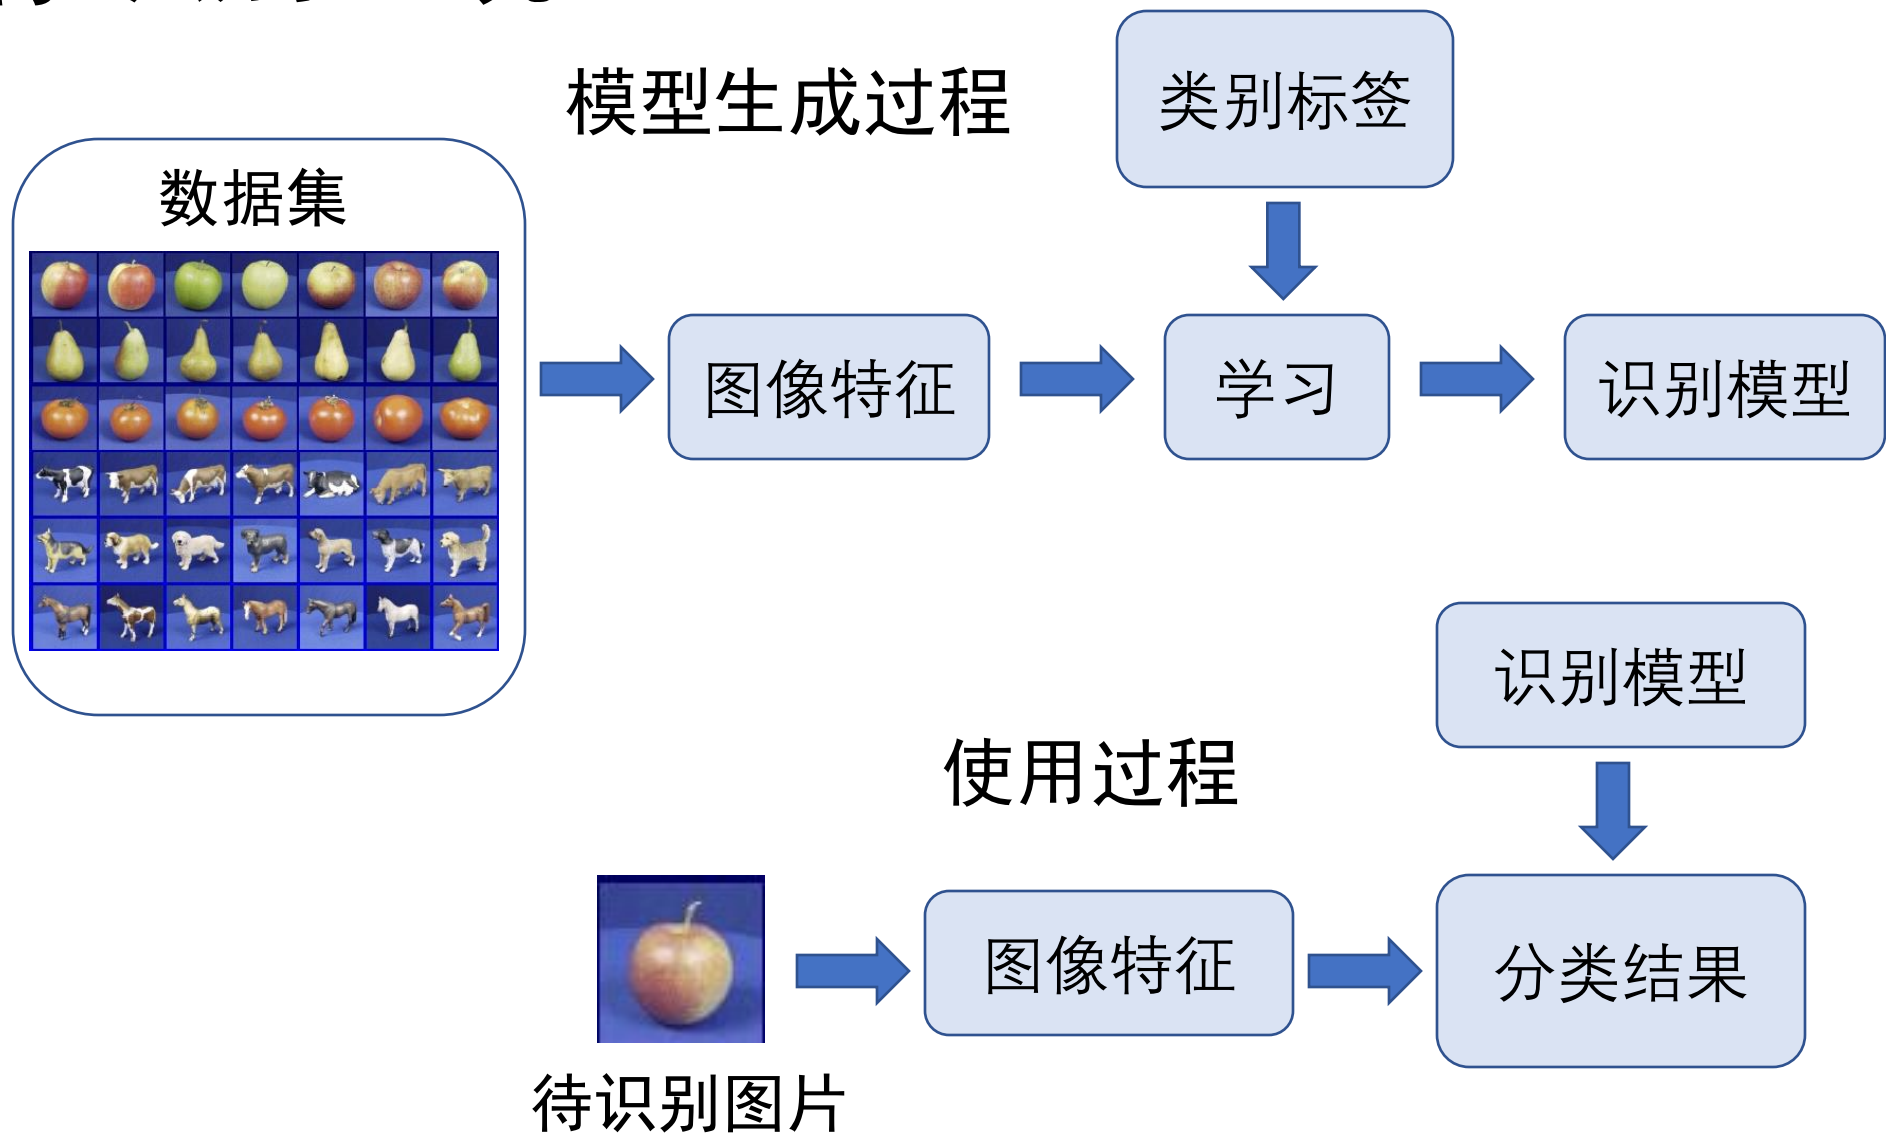 模型生成过程
类别标签
数据集
图像特征
学习
识别模型
识别模型
使用过程
图像特征
分类结果
待识别图片